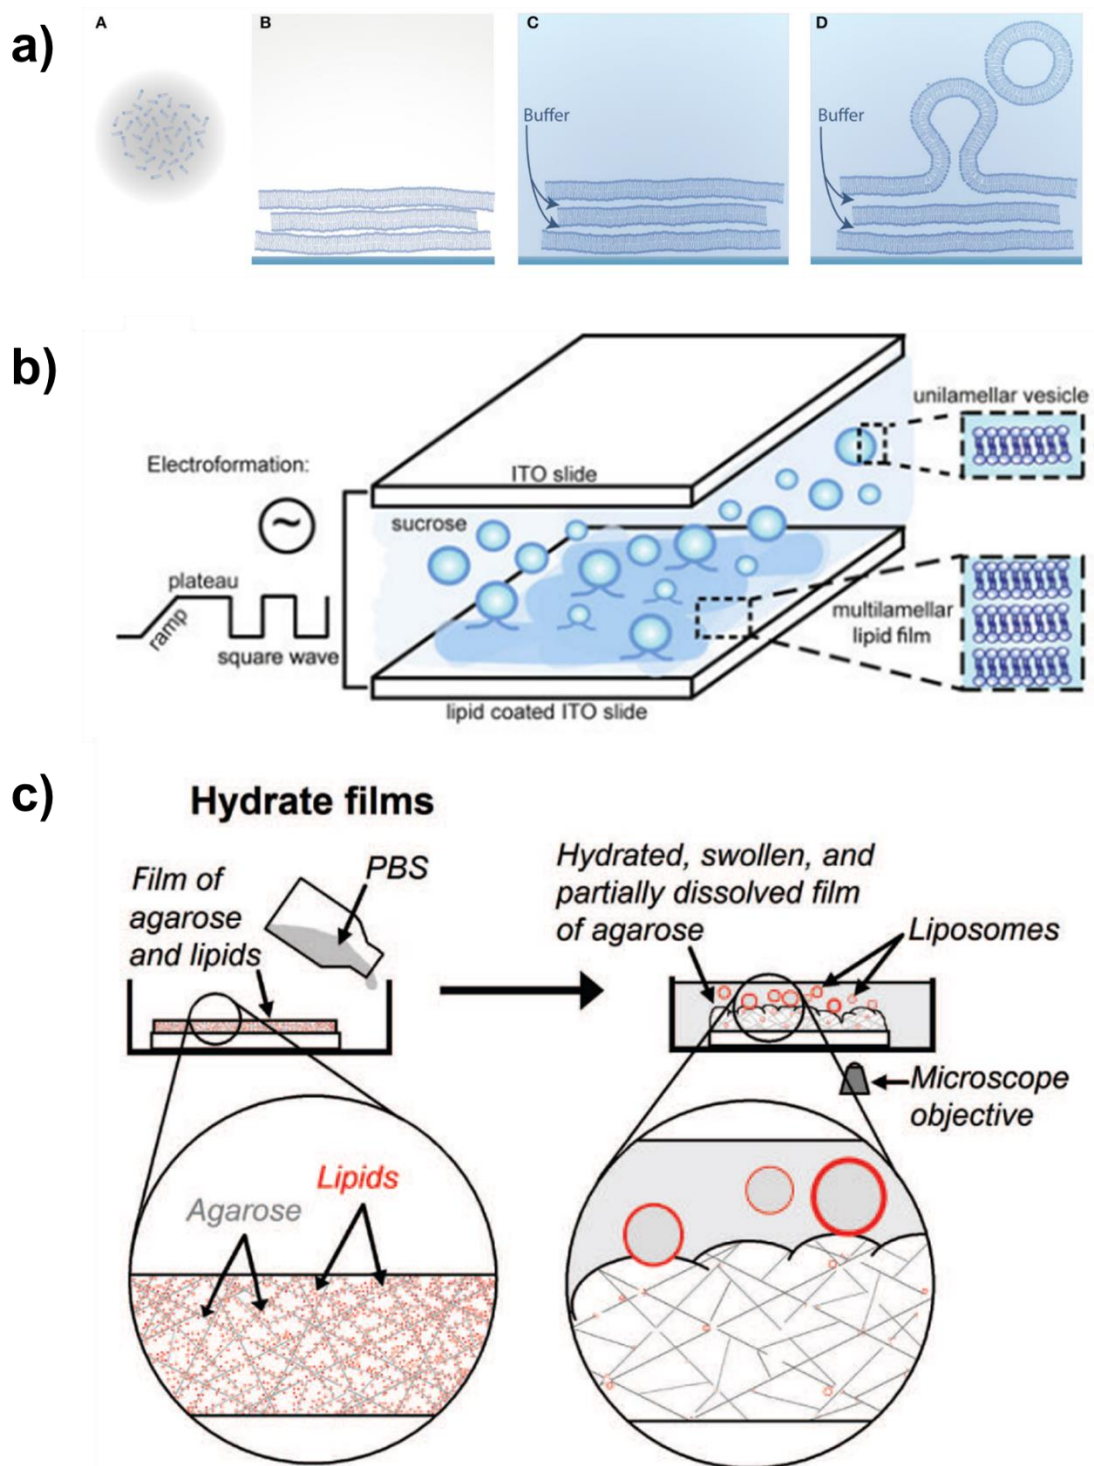 a)
A
B
C
D
Buffer
Buffer
b)
Electroformation:
~
plateau
ramp
square wave
ITO slide
sucrose
lipid coated ITO slide
unilamellar vesicle
multilamellar
lipid film
c)
Hydrate films
Film of
agarose
and lipids
PBS
Hydrated, swollen, and
partially dissolved film
of agarose
Liposomes
Microscope
objective
Lipids
Agarose